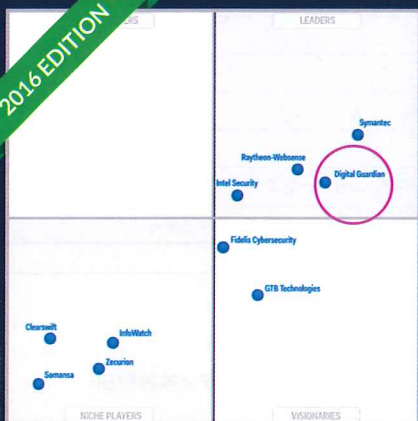 2016 EDITION
ERS
LEADERS
Symantec
Raytheon-Websense
Digital Guardian
Intel Security
Fidelis Cybersecurity
GTB Technologies
Clearswift
InfoWatch
Zecurion
Somansa
NICHE PLAYERS
VISIONARIES